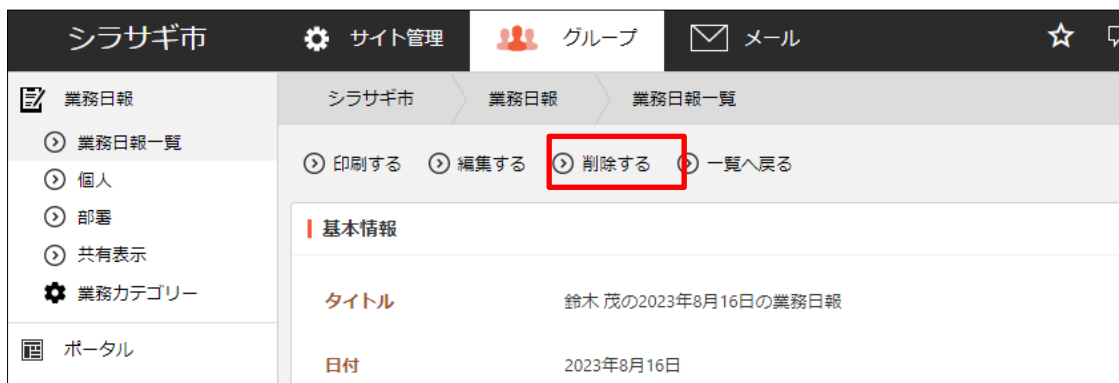 シラサギ市 サイト管理 グループ メール
業務日報
業務日報一覧
個人
部署
共有表示
業務カテゴリー
ポータル
シラサギ市 業務日報 業務日報一覧
印刷する 編集する 削除する 一覧へ戻る
基本情報
タイトル 鈴木 茂の2023年8月16日の業務日報
日付 2023年8月16日